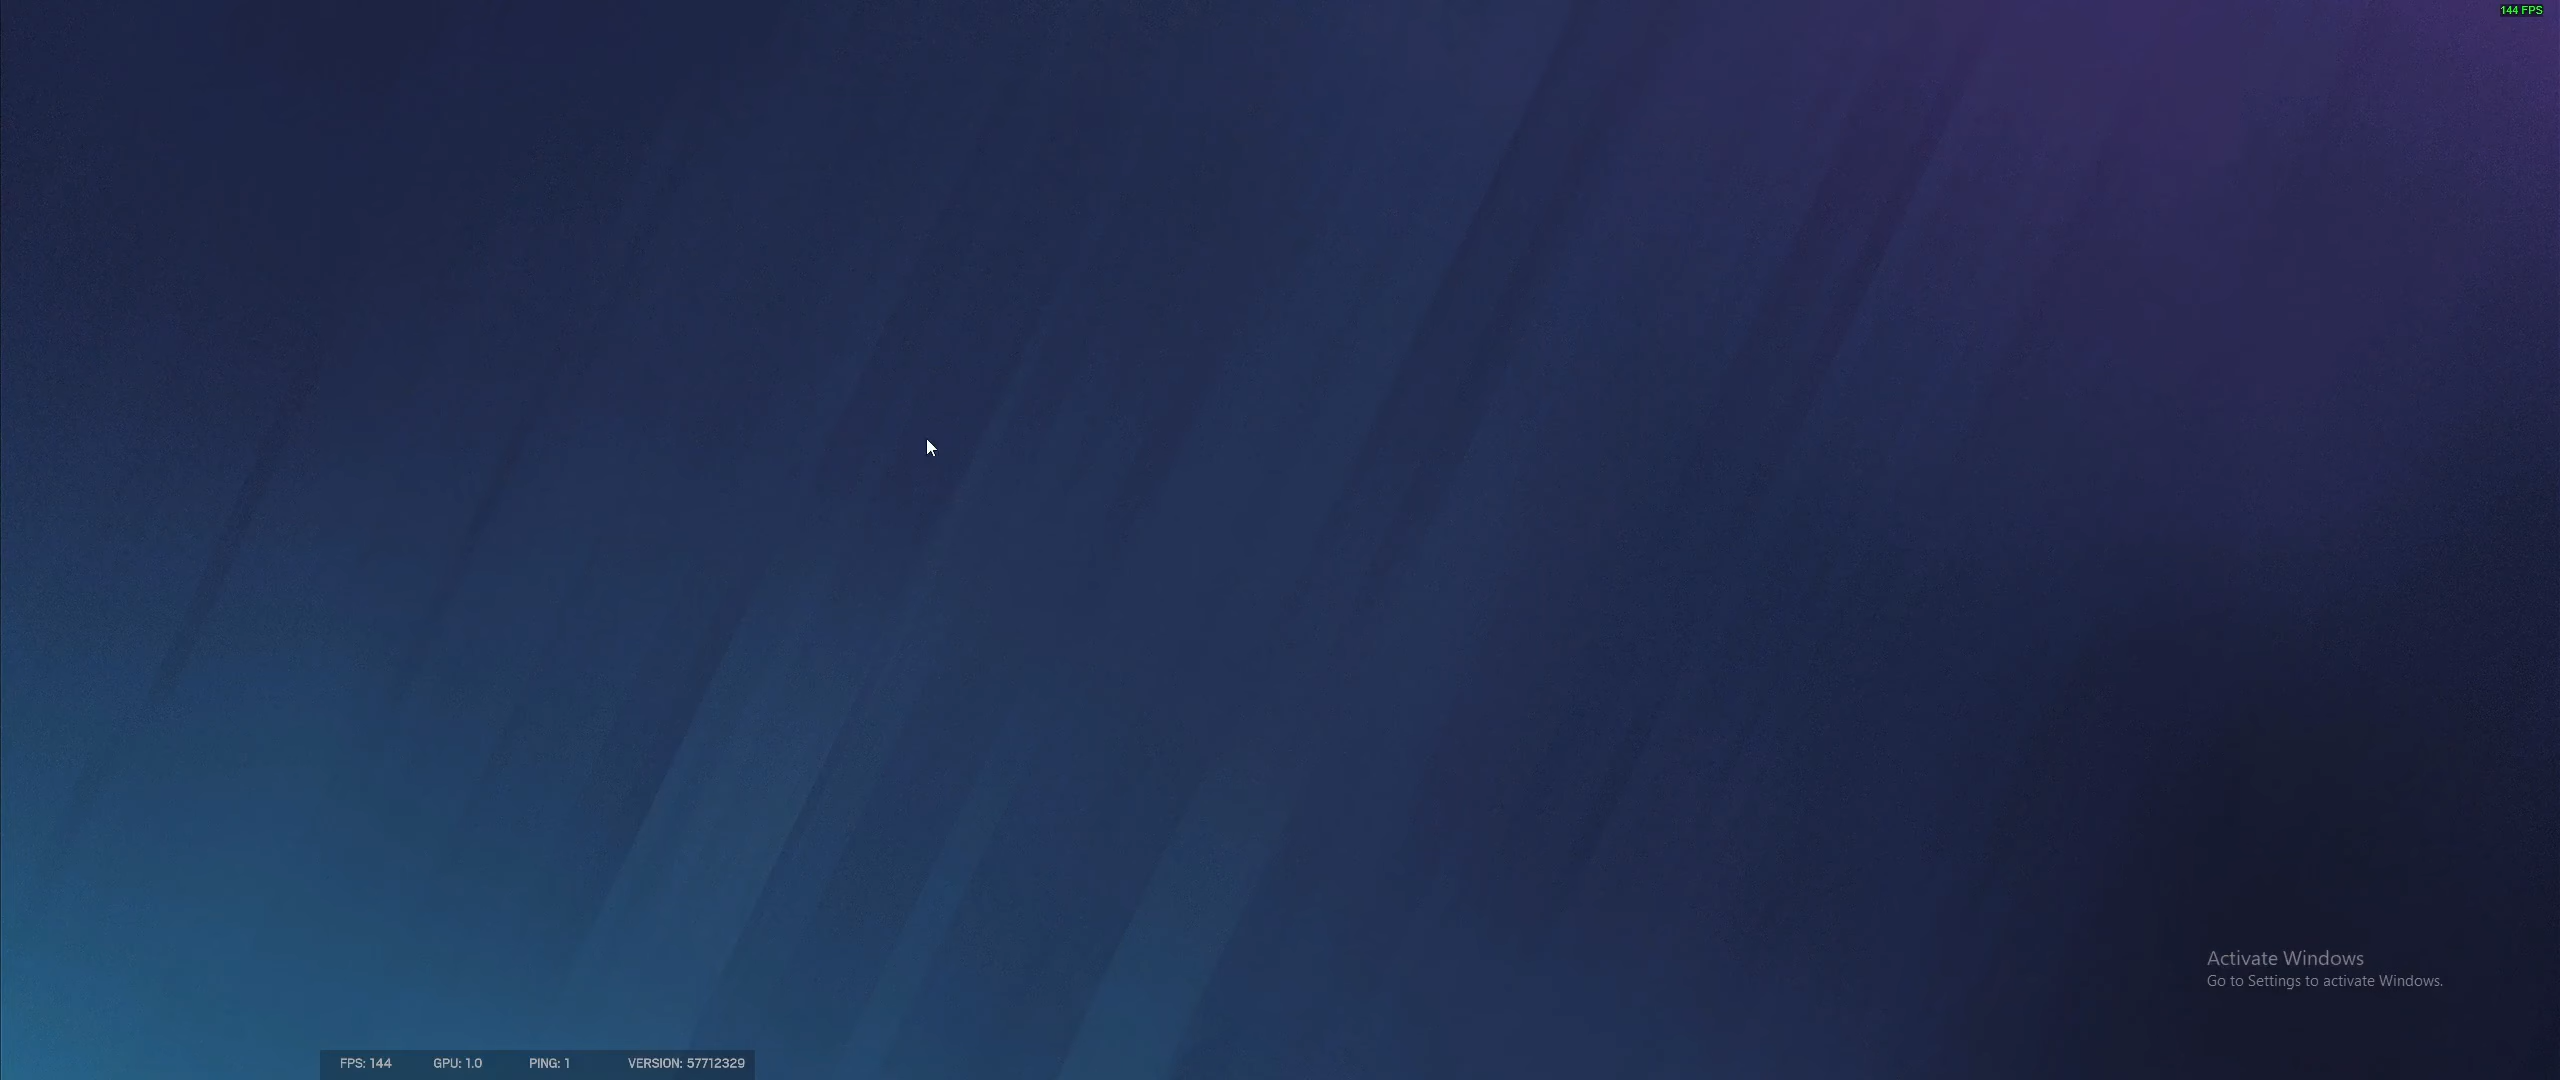 144 FPS
Activate Windows
Go to Settings to activate Windows.
FPS: 144 GPU: 1.0 PING: 1 VERSION: 57712329